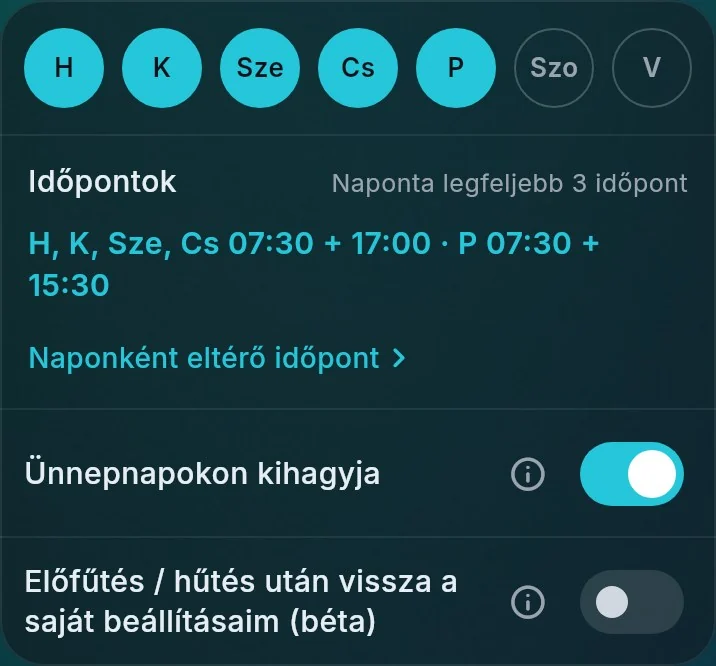 H K Sze Cs P Szo V
Időpontok Naponta legfeljebb 3 időpont
H, K, Sze, Cs 07:30 + 17:00 · P 07:30 +
15:30
Naponként eltérő időpont
Ünnepnapokon kihagyja
Előfűtés / hűtés után vissza a
saját beállításaim (béta)